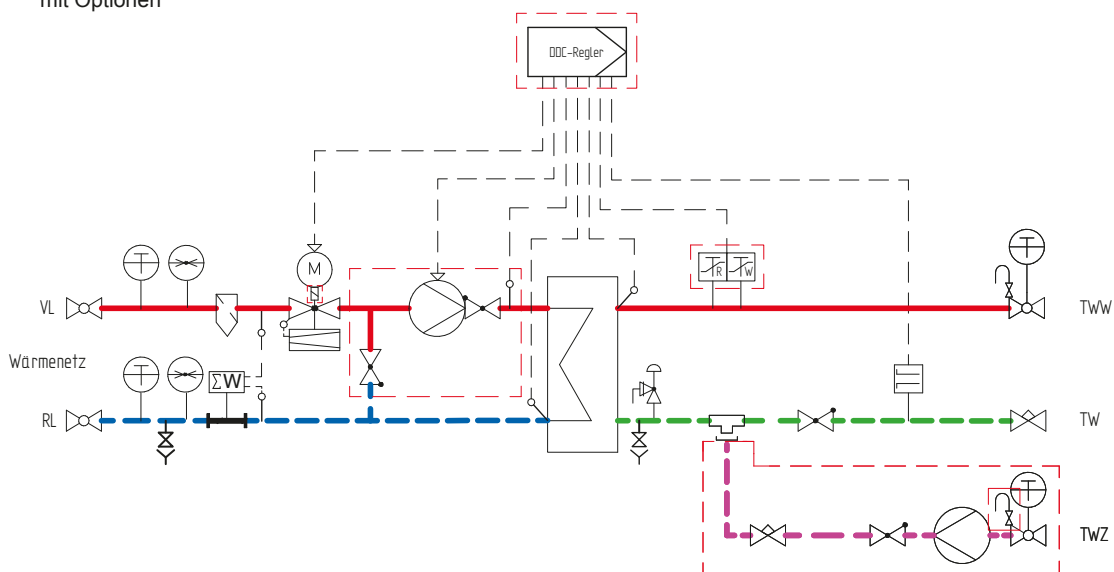 mit Optionen
DDC-Regler
M
R W
VL
TWW
Wärmenetz
ΣW
RL
TW
TWZ